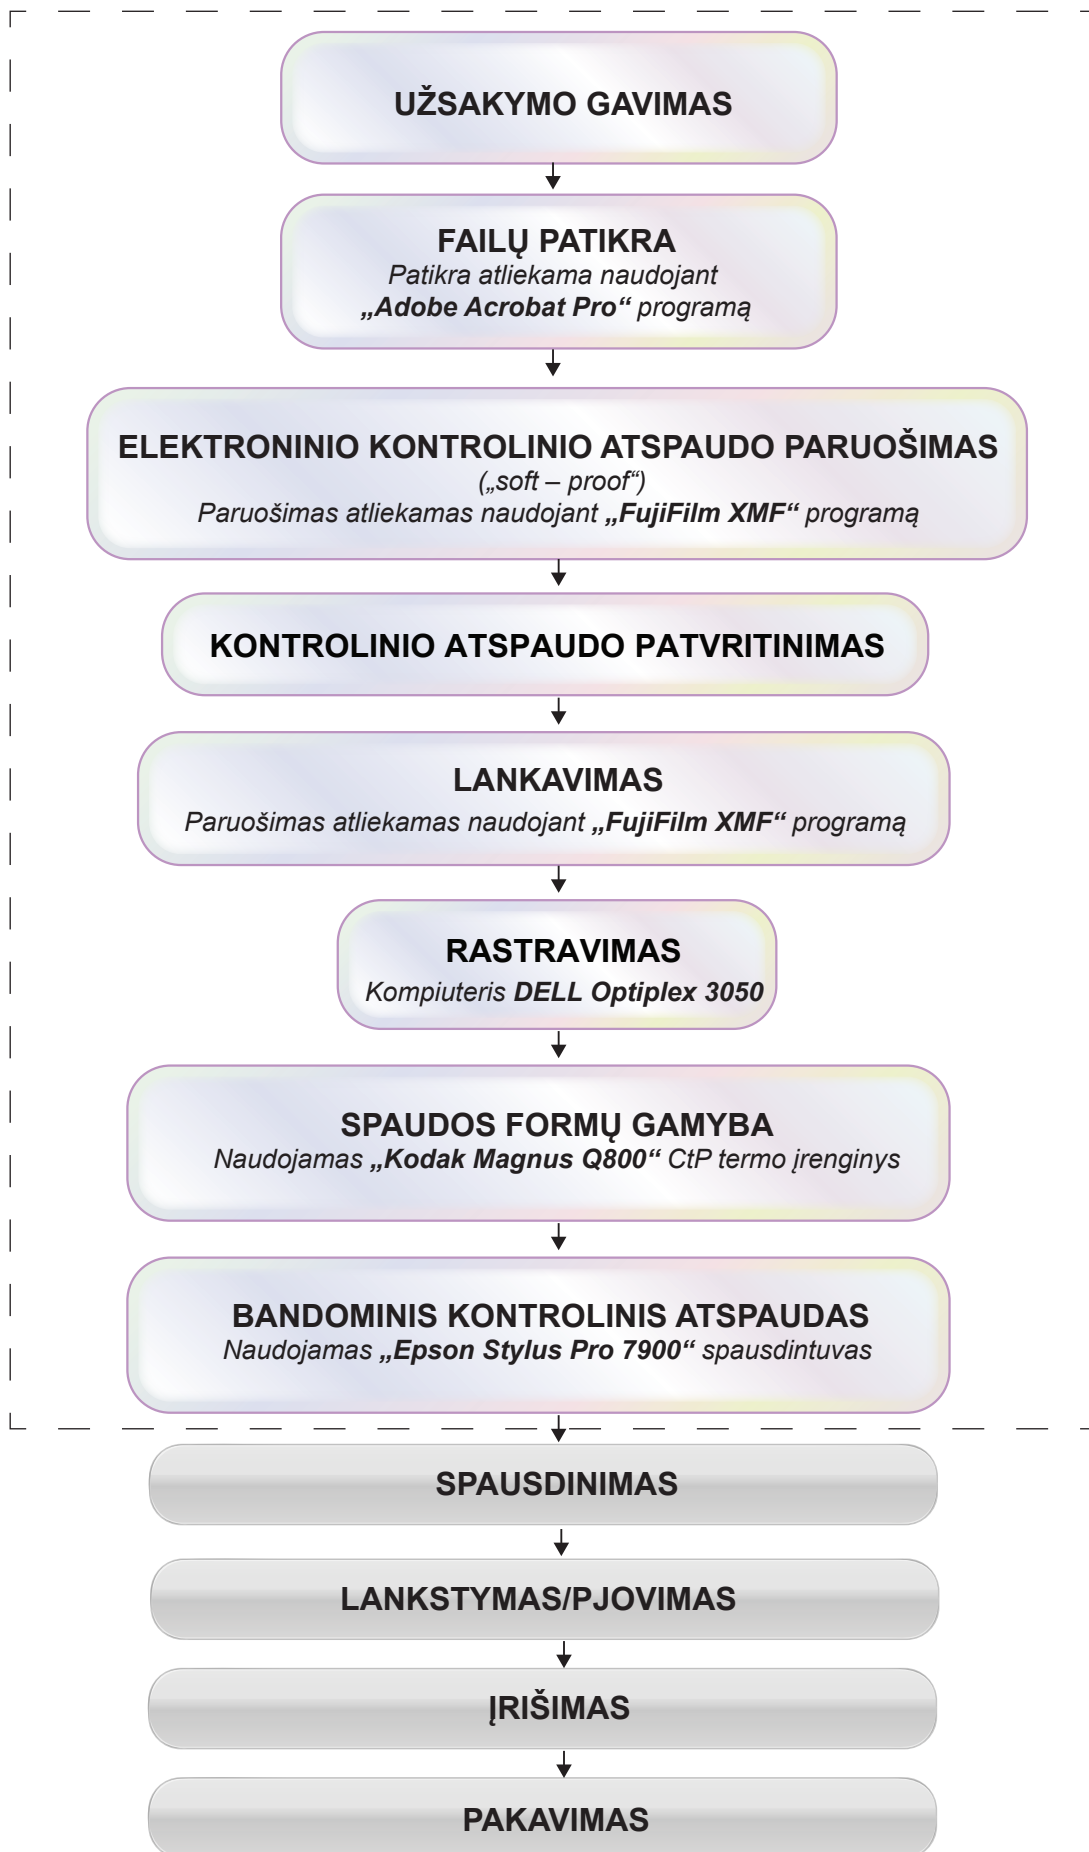 UŽSAKYMO GAVIMAS
FAILŲ PATIKRA
Patikra atliekama naudojant
„Adobe Acrobat Pro“ programą
ELEKTRONINIO KONTROLINIO ATSPAUDO PARUOŠIMAS
(„soft – proof“)
Paruošimas atliekamas naudojant „FujiFilm XMF“ programą
KONTROLINIO ATSPAUDO PATVRITINIMAS
LANKAVIMAS
Paruošimas atliekamas naudojant „FujiFilm XMF“ programą
RASTRAVIMAS
Kompiuteris DELL Optiplex 3050
SPAUDOS FORMŲ GAMYBA
Naudojamas „Kodak Magnus Q800“ CtP termo įrenginys
BANDOMINIS KONTROLINIS ATSPAUDAS
Naudojamas „Epson Stylus Pro 7900“ spausdintuvas
SPAUSDINIMAS
LANKSTYMAS/PJOVIMAS
ĮRIŠIMAS
PAKAVIMAS